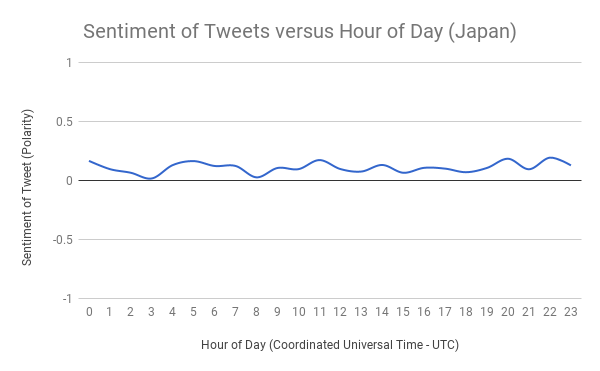 Sentiment of Tweets versus Hour of Day (Japan)
Sentiment of Tweet (Polarity)
1
0.5
0
-0.5
-1
0 1 2 3 4 5 6 7 8 9 10 11 12 13 14 15 16 17 18 19 20 21 22 23
Hour of Day (Coordinated Universal Time - UTC)